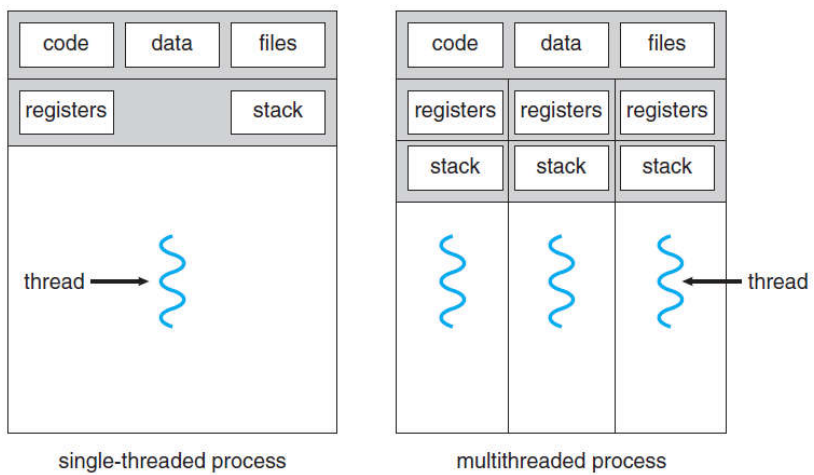 code data files
registers stack
thread
single-threaded process
code data files
registers registers registers
stack stack stack
thread
multithreaded process